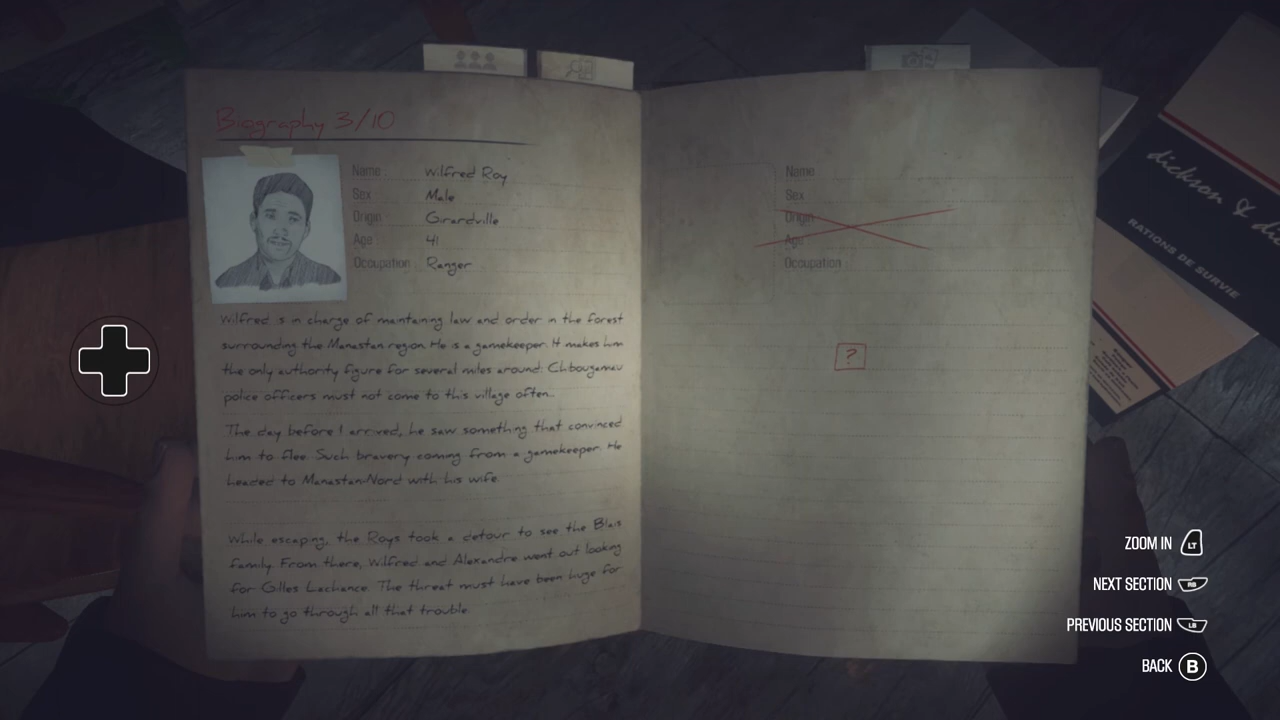 Biography 3/10
Name : Wilfred Roy
Sex : Male
Origin : Girardville
Age : 41
Occupation : Ranger
Wilfred is in charge of maintaining law and order in the forest
surrounding the Manastan region. He is a gamekeeper. It makes him
the only authority figure for several miles around. Chibougamau
police officers must not come to this village often...
The day before I arrived, he saw something that convinced
him to flee. Such bravery coming from a gamekeeper. He
headed to Manastan-Nord with his wife.
While escaping, the Roys took a detour to see the Blais
family. From there, Wilfred and Alexandre went out looking
for Gilles Lachance. The threat must have been huge for
him to go through all that trouble.
Name
Sex
Origin
Age
Occupation
?
dickson & di
RATIONS DE SURVIE
ZOOM IN LT
NEXT SECTION RB
PREVIOUS SECTION LB
BACK B